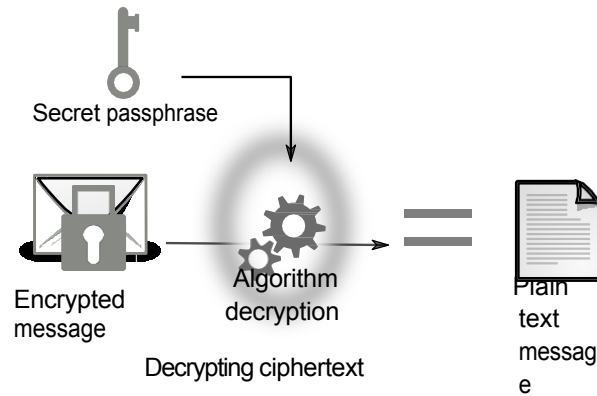 Secret passphrase
Encrypted
message
Algorithm
decryption
Decrypting ciphertext
Plain
text
messag
e